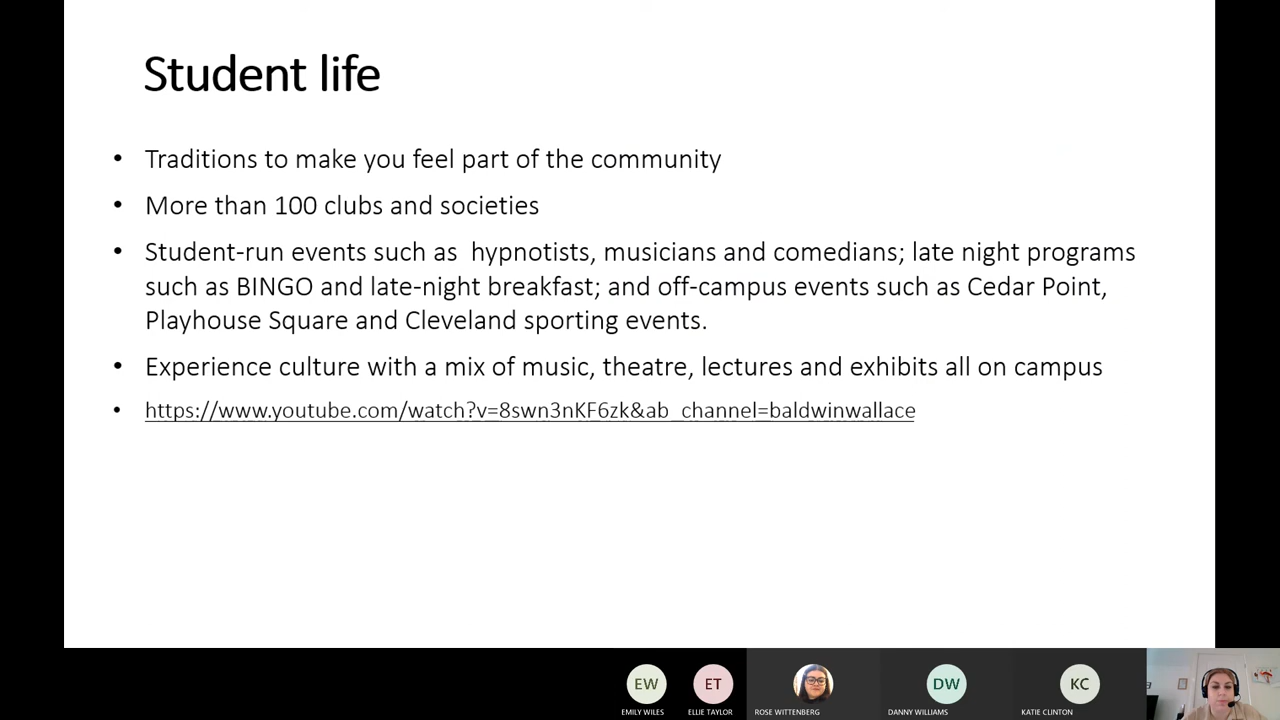 Student life
• Traditions to make you feel part of the community
• More than 100 clubs and societies
• Student-run events such as  hypnotists, musicians and comedians; late night programs
such as BINGO and late-night breakfast; and off-campus events such as Cedar Point,
Playhouse Square and Cleveland sporting events.
• Experience culture with a mix of music, theatre, lectures and exhibits all on campus
• https://www.youtube.com/watch?v=8swn3nKF6zk&ab_channel=baldwinwallace
EW ET DW KC
EMILY WILES ELLIE TAYLOR ROSE WITTENBERG DANNY WILLIAMS KATIE CLINTON